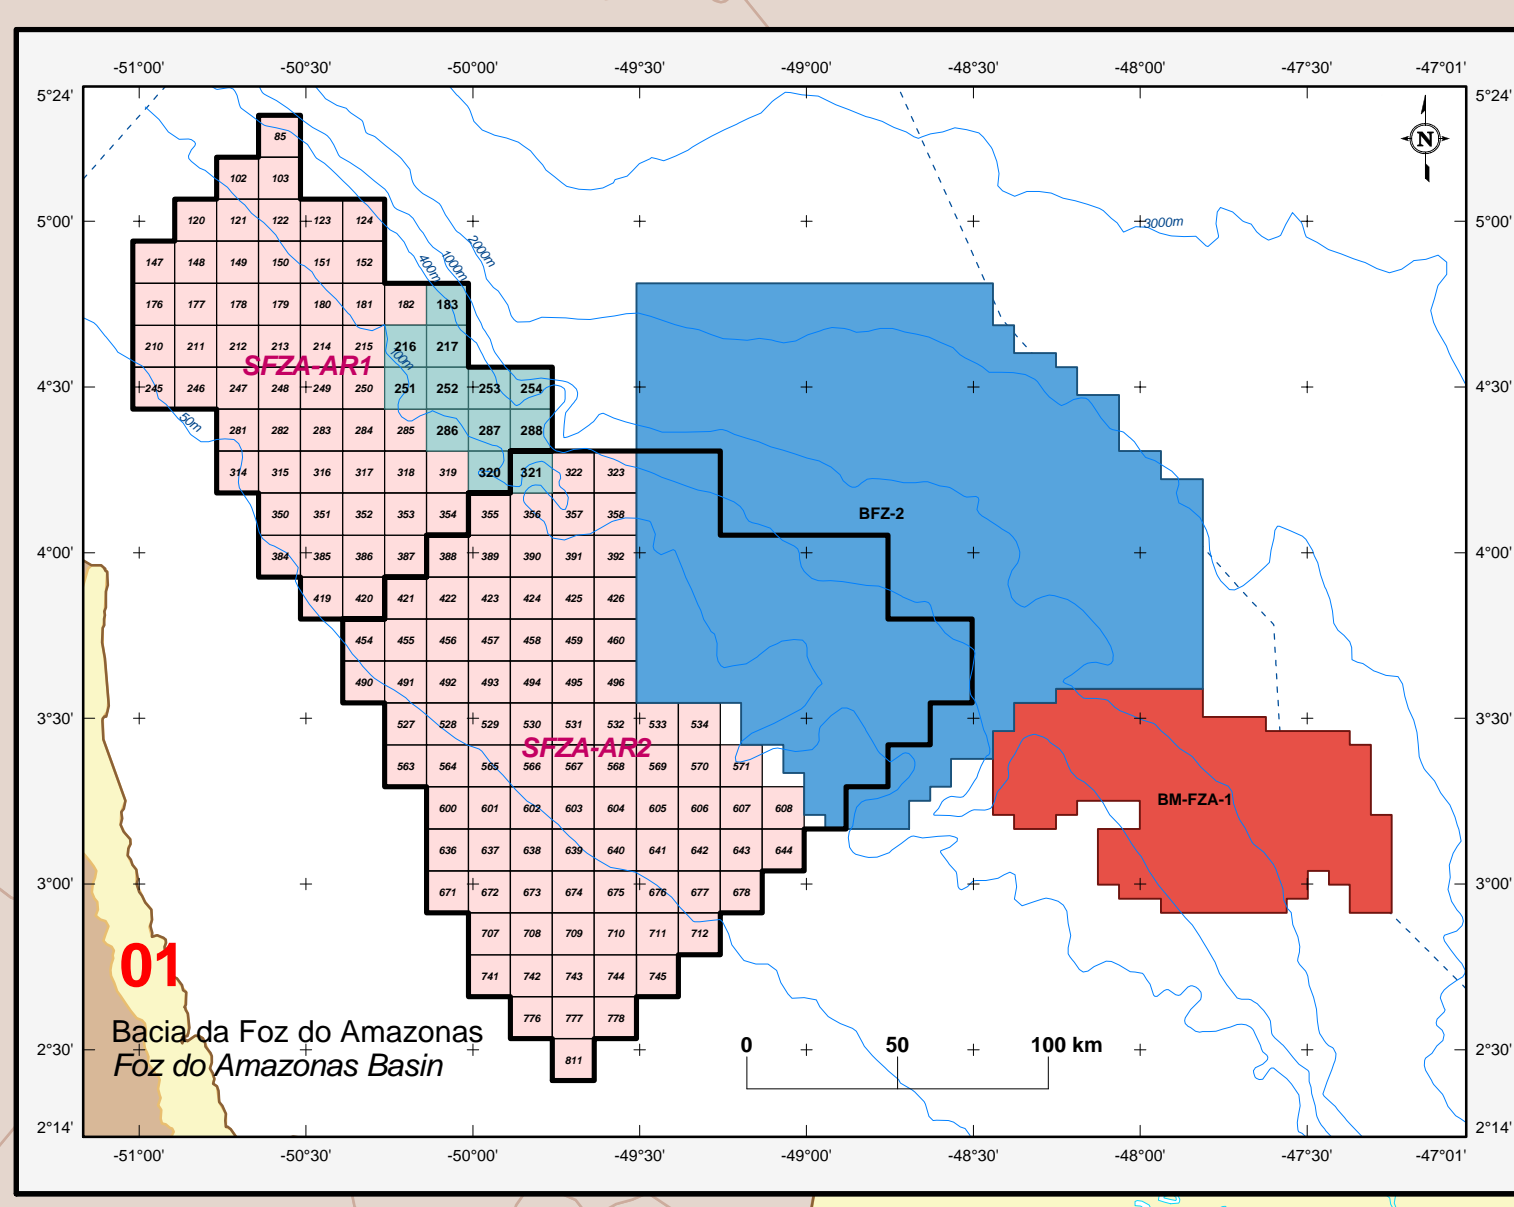 -51°00' -50°30' -50°00' -49°30' -49°00' -48°30' -48°00' -47°30' -47°01'
5°24' 5°24'
N
85
102 103
120 121 122 123 124
5°00' 5°00'
3000m
2000m
1000m
400m
147 148 149 150 151 152
176 177 178 179 180 181 182 183
210 211 212 213 214 215 216 217
100m
SFZA-AR1
4°30' 4°30'
245 246 247 248 249 250 251 252 253 254
50m
281 282 283 284 285 286 287 288
314 315 316 317 318 319 320 321 322 323
350 351 352 353 354 355 356 357 358
BFZ-2
4°00' 4°00'
384 385 386 387 388 389 390 391 392
419 420 421 422 423 424 425 426
454 455 456 457 458 459 460
490 491 492 493 494 495 496
3°30' 3°30'
527 528 529 530 531 532 533 534
SFZA-AR2
563 564 565 566 567 568 569 570 571
BM-FZA-1
600 601 602 603 604 605 606 607 608
636 637 638 639 640 641 642 643 644
3°00' 3°00'
671 672 673 674 675 676 677 678
707 708 709 710 711 712
01
741 742 743 744 745
776 777 778
Bacia da Foz do Amazonas
Foz do Amazonas Basin
0 50 100 km
2°30' 2°30'
811
2°14' 2°14'
-51°00' -50°30' -50°00' -49°30' -49°00' -48°30' -48°00' -47°30' -47°01'